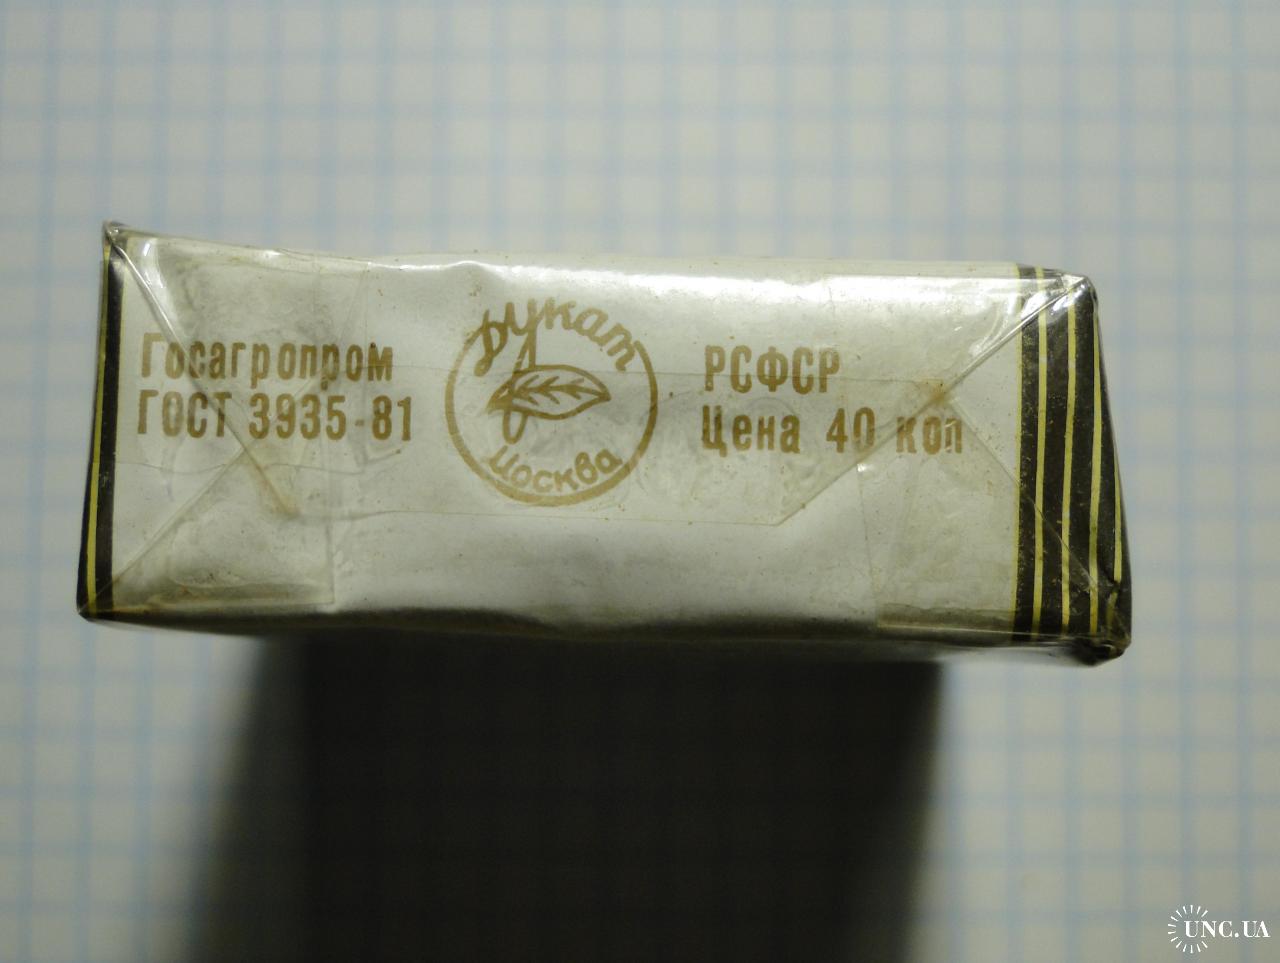 Госагропром
ГОСТ 3935-81
Дукат
Москва
РСФСР
Цена 40 коп
UNC.UA